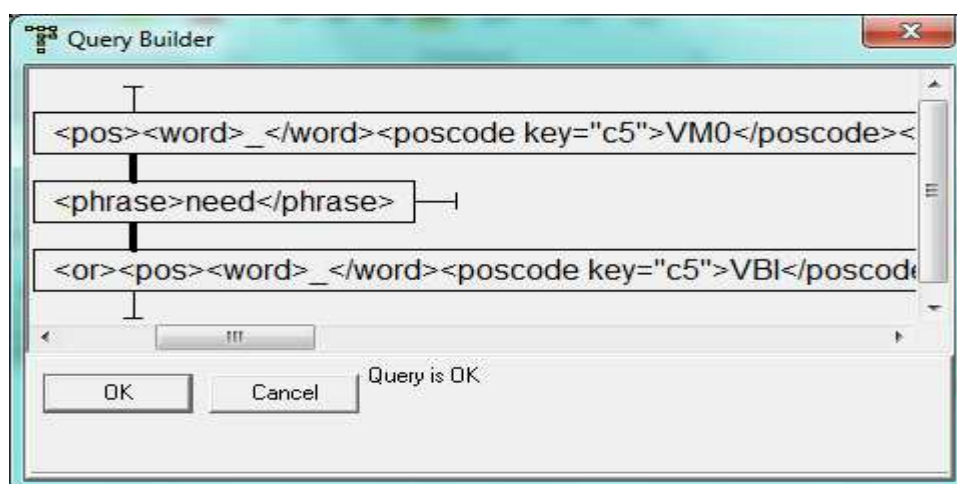 Query Builder
<pos><word>_</word><poscode key="c5">VM0</poscode><
<phrase>need</phrase>
<or><pos><word>_</word><poscode key="c5">VBI</poscode
OK
Cancel
Query is OK